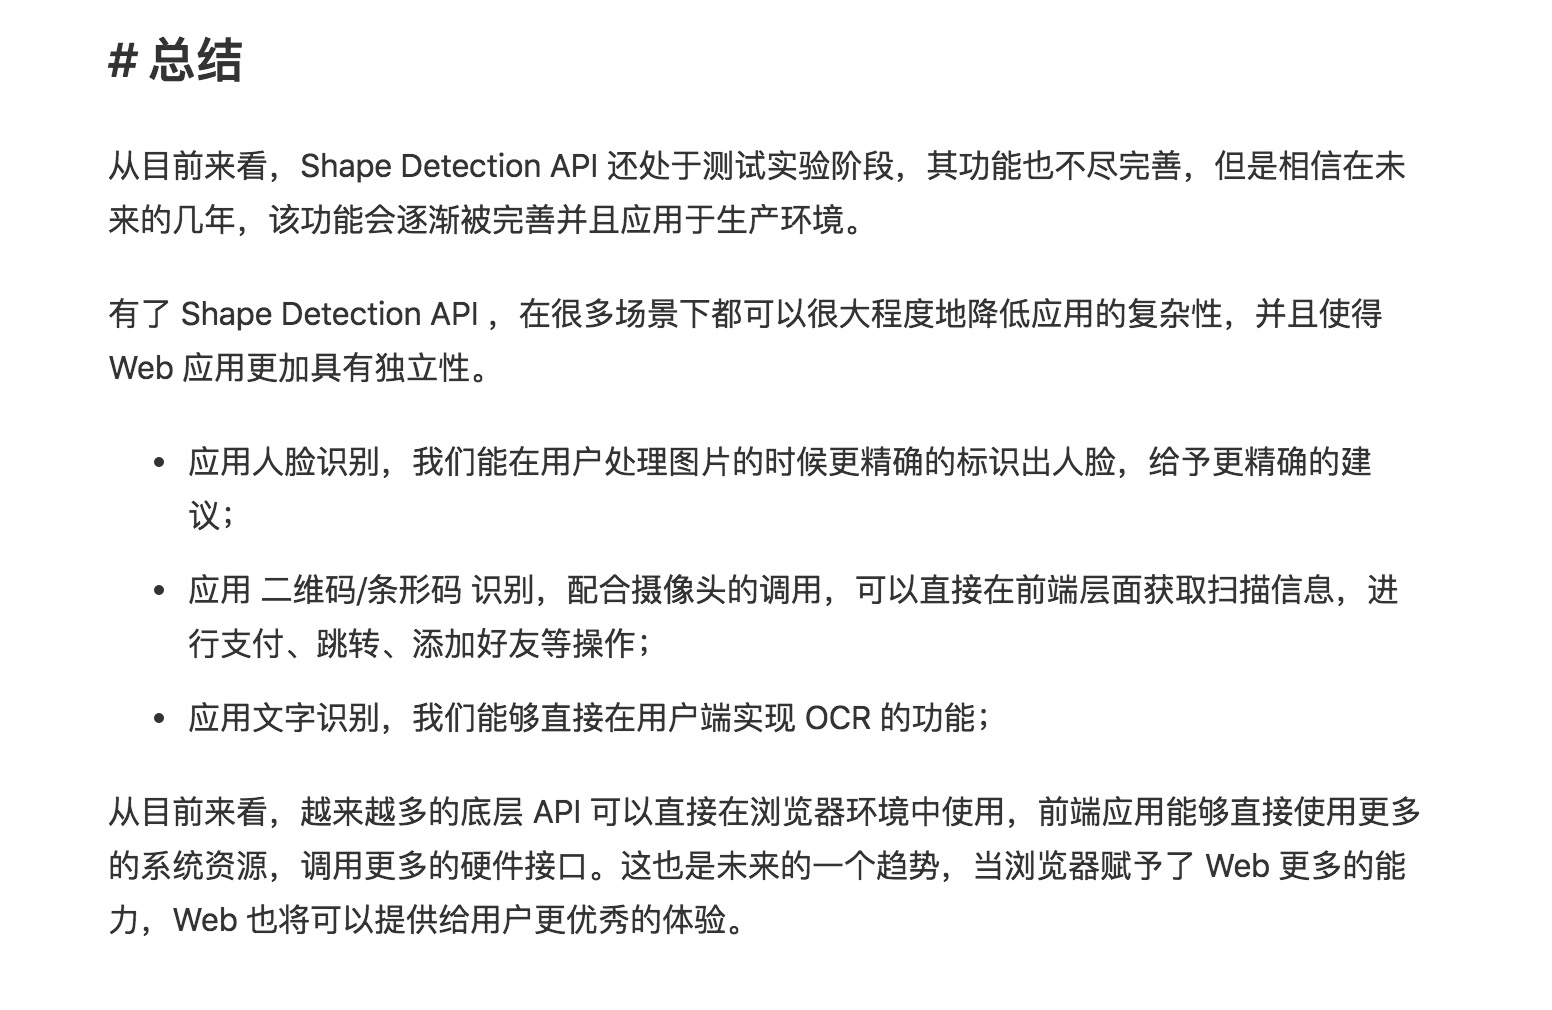 # 总结
从目前来看，Shape Detection API 还处于测试实验阶段，其功能也不尽完善，但是相信在未
来的几年，该功能会逐渐被完善并且应用于生产环境。
有了 Shape Detection API ，在很多场景下都可以很大程度地降低应用的复杂性，并且使得
Web 应用更加具有独立性。
• 应用人脸识别，我们能在用户处理图片的时候更精确的标识出人脸，给予更精确的建
议；
• 应用 二维码/条形码 识别，配合摄像头的调用，可以直接在前端层面获取扫描信息，进
行支付、跳转、添加好友等操作；
• 应用文字识别，我们能够直接在用户端实现 OCR 的功能；
从目前来看，越来越多的底层 API 可以直接在浏览器环境中使用，前端应用能够直接使用更多
的系统资源，调用更多的硬件接口。这也是未来的一个趋势，当浏览器赋予了 Web 更多的能
力，Web 也将可以提供给用户更优秀的体验。